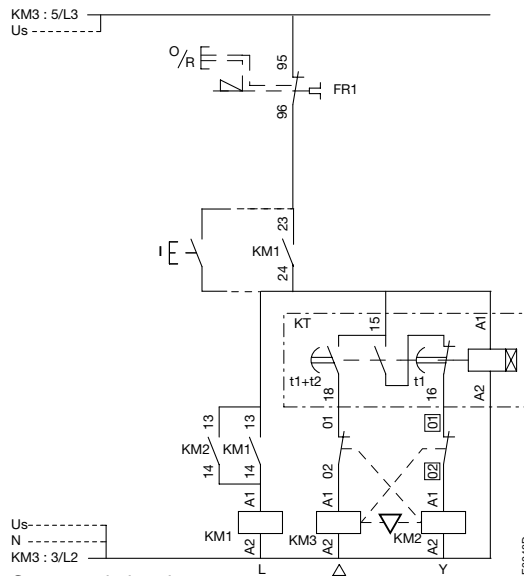 KM3 : 5/L3
Us
O/R
95
96
FR1
I
23
KM1
24
KT
15
A1
t1+t2
t1
18
16
A2
01
01
13
13
KM2
KM1
14
14
02
02
A1
A1
A1
Us
N
KM1
KM3
KM2
A2
A2
A2
KM3 : 3/L2
L
Y